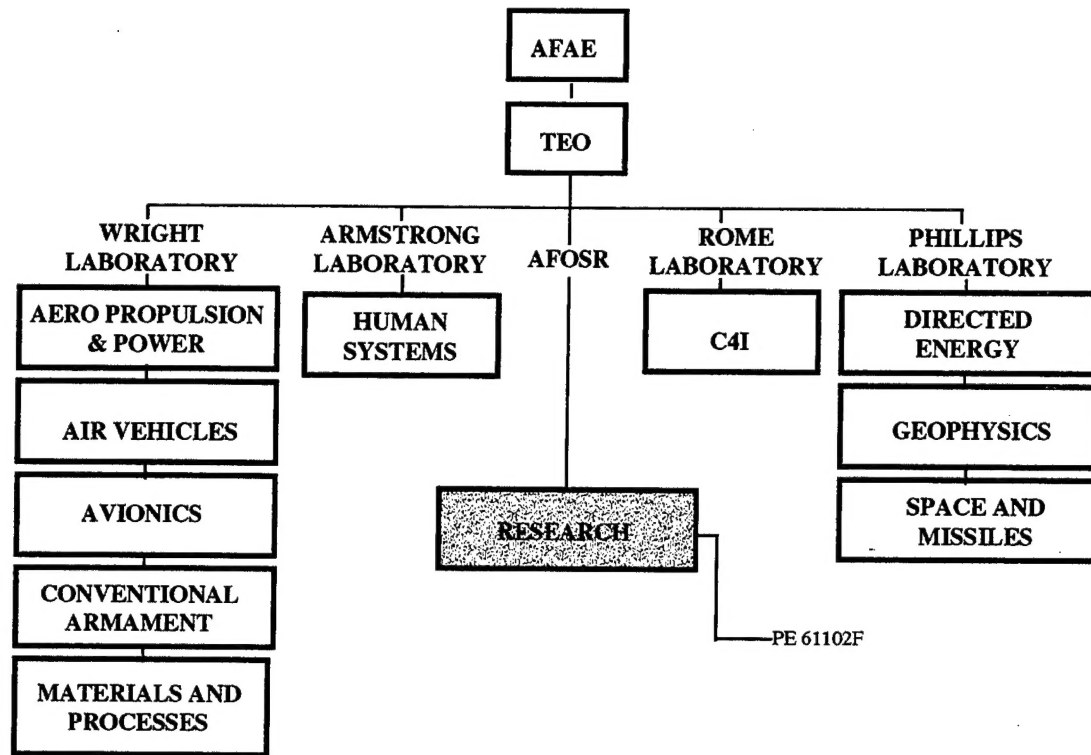 AFAE
TEO
WRIGHT
LABORATORY
AERO PROPULSION
& POWER
AIR VEHICLES
AVIONICS
CONVENTIONAL
ARMAMENT
MATERIALS AND
PROCESSES
ARMSTRONG
LABORATORY
HUMAN
SYSTEMS
AFOSR
RESEARCH
PE 61102F
ROME
LABORATORY
C4I
PHILLIPS
LABORATORY
DIRECTED
ENERGY
GEOPHYSICS
SPACE AND
MISSILES